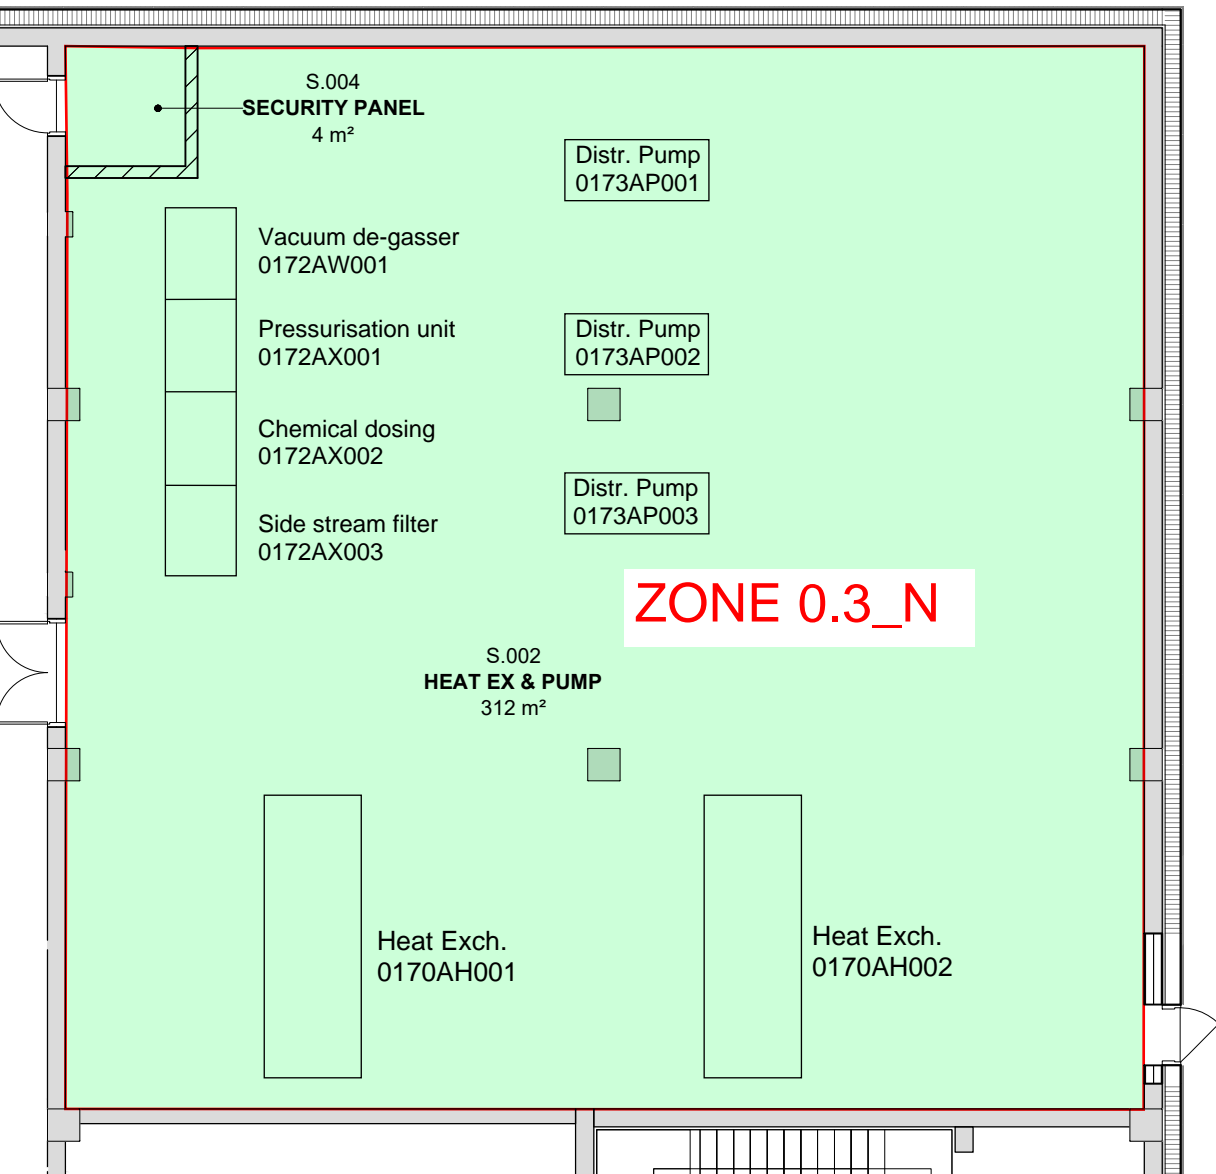 S.004
SECURITY PANEL
4 m²
Distr. Pump
0173AP001
Vacuum de-gasser
0172AW001
Pressurisation unit
0172AX001
Distr. Pump
0173AP002
Chemical dosing
0172AX002
Distr. Pump
0173AP003
Side stream filter
0172AX003
ZONE 0.3_N
S.002
HEAT EX & PUMP
312 m²
Heat Exch.
0170AH001
Heat Exch.
0170AH002